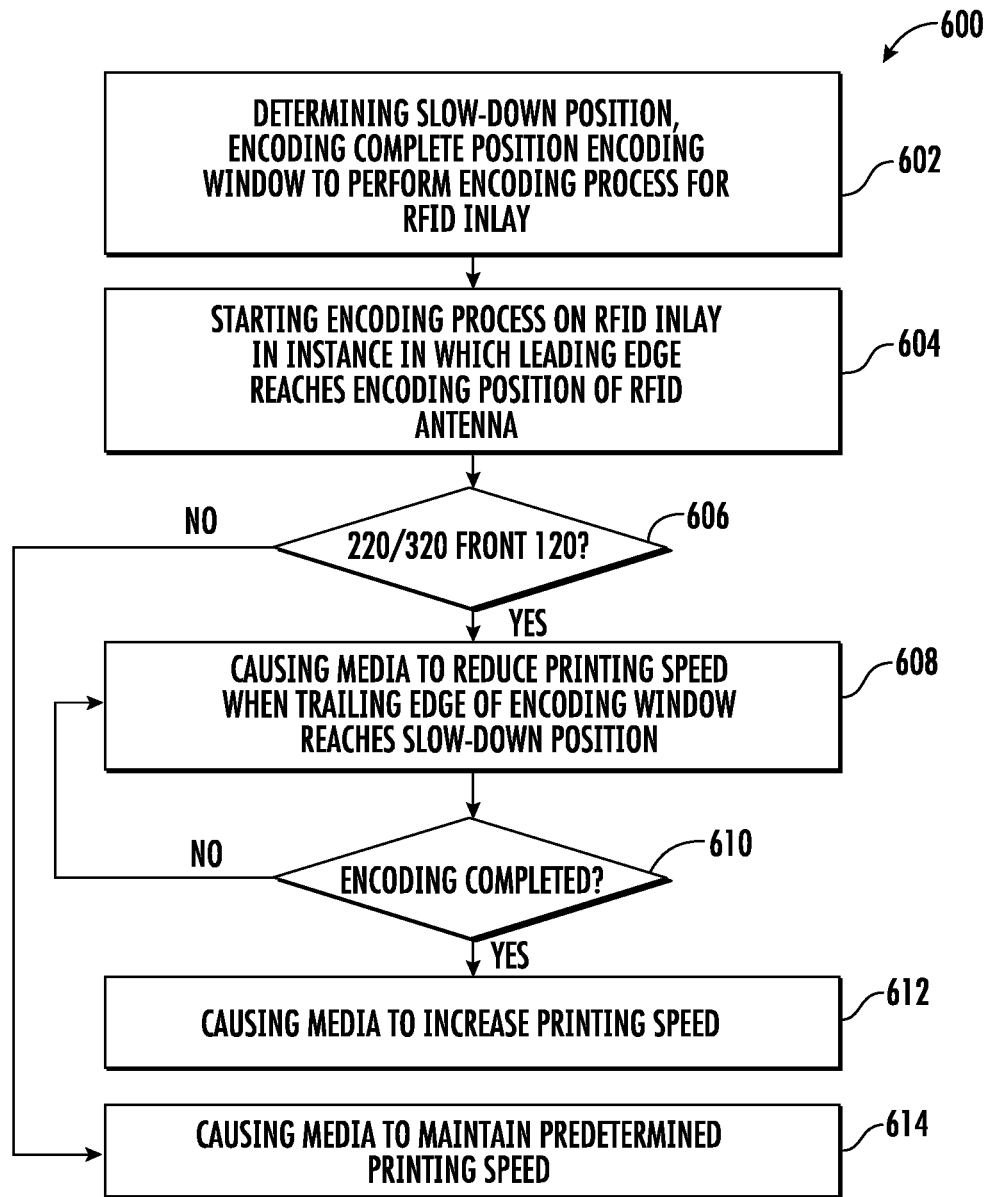 600
DETERMINING SLOW-DOWN POSITION,
ENCODING COMPLETE POSITION ENCODING
WINDOW TO PERFORM ENCODING PROCESS FOR
RFID INLAY
602
STARTING ENCODING PROCESS ON RFID INLAY
IN INSTANCE IN WHICH LEADING EDGE
REACHES ENCODING POSITION OF RFID
ANTENNA
604
NO
220/320 FRONT 120?
606
YES
CAUSING MEDIA TO REDUCE PRINTING SPEED
WHEN TRAILING EDGE OF ENCODING WINDOW
REACHES SLOW-DOWN POSITION
608
NO
ENCODING COMPLETED?
610
YES
CAUSING MEDIA TO INCREASE PRINTING SPEED
612
CAUSING MEDIA TO MAINTAIN PREDETERMINED
PRINTING SPEED
614